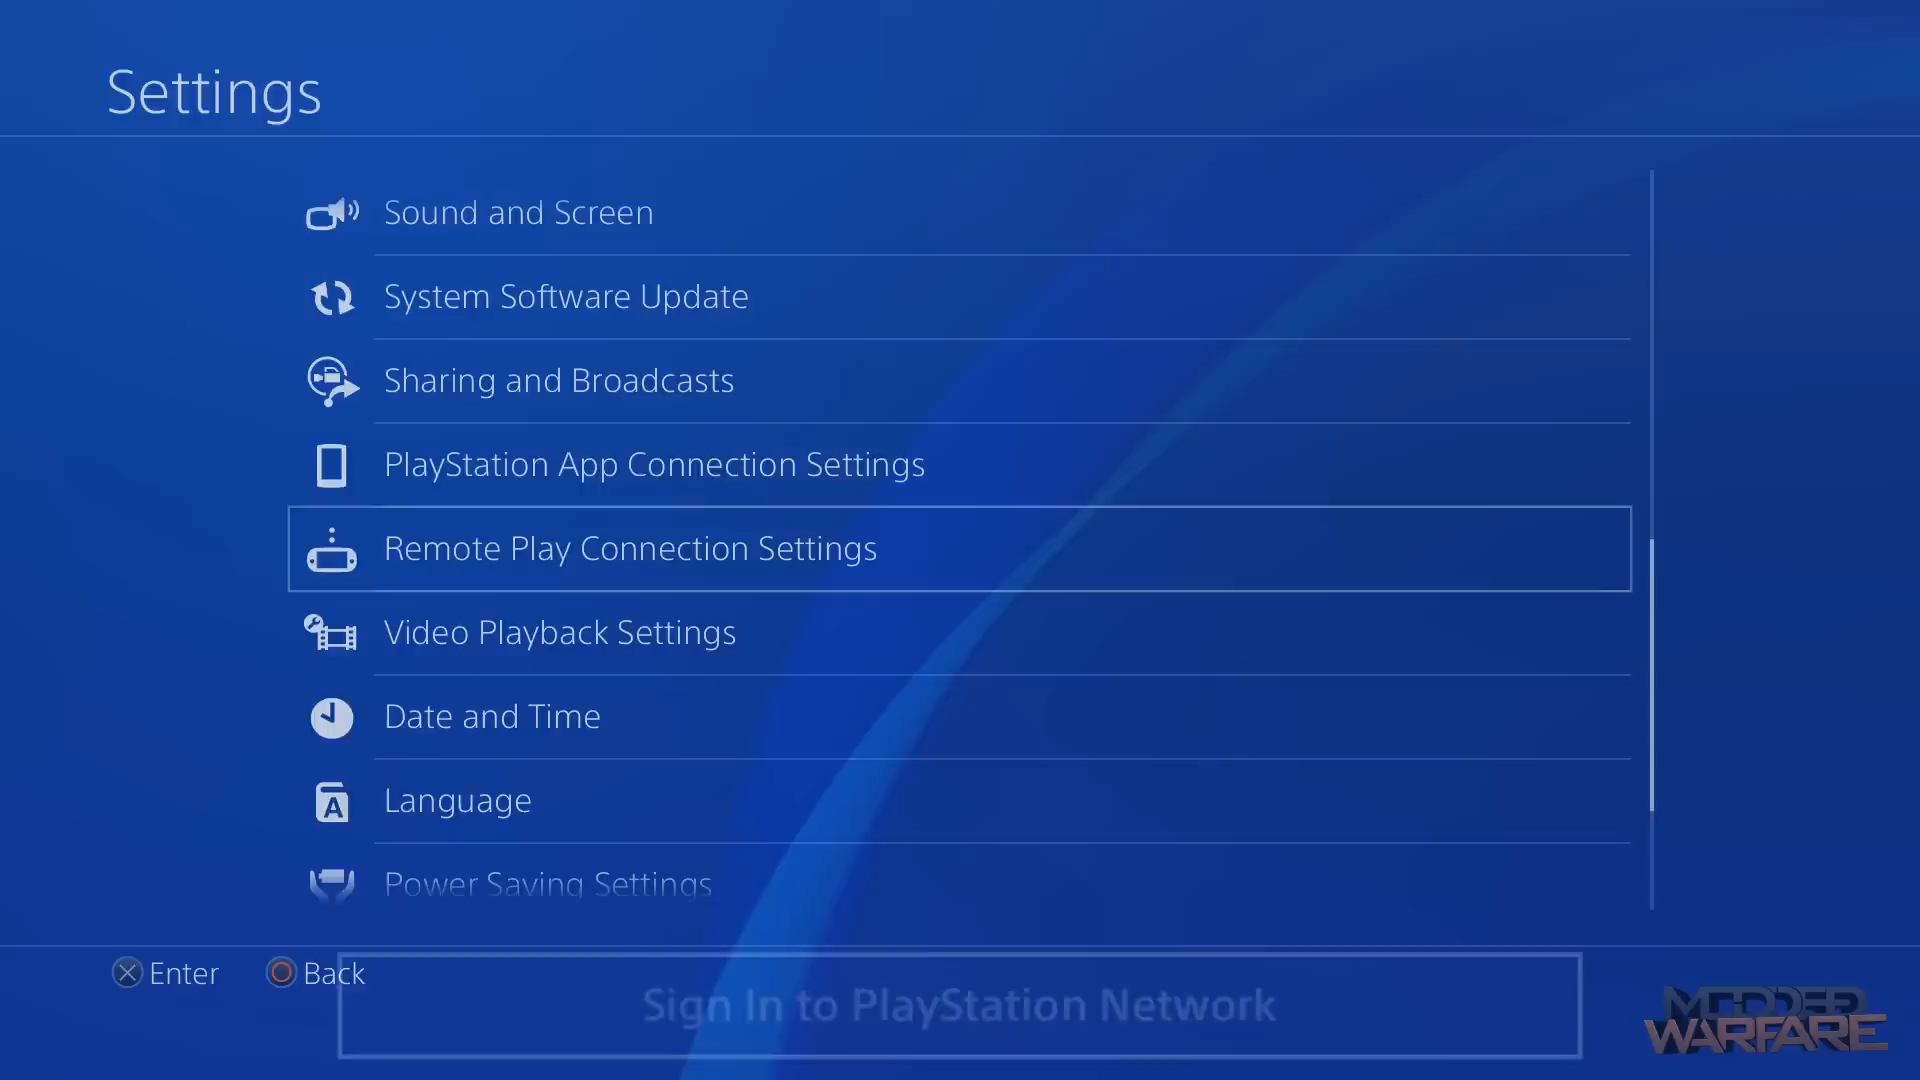 Settings
Sound and Screen
System Software Update
Sharing and Broadcasts
PlayStation App Connection Settings
Remote Play Connection Settings
Video Playback Settings
Date and Time
A Language
Power Saving Settings
Enter Back
Sign In to PlayStation Network
MODDED
WARFARE